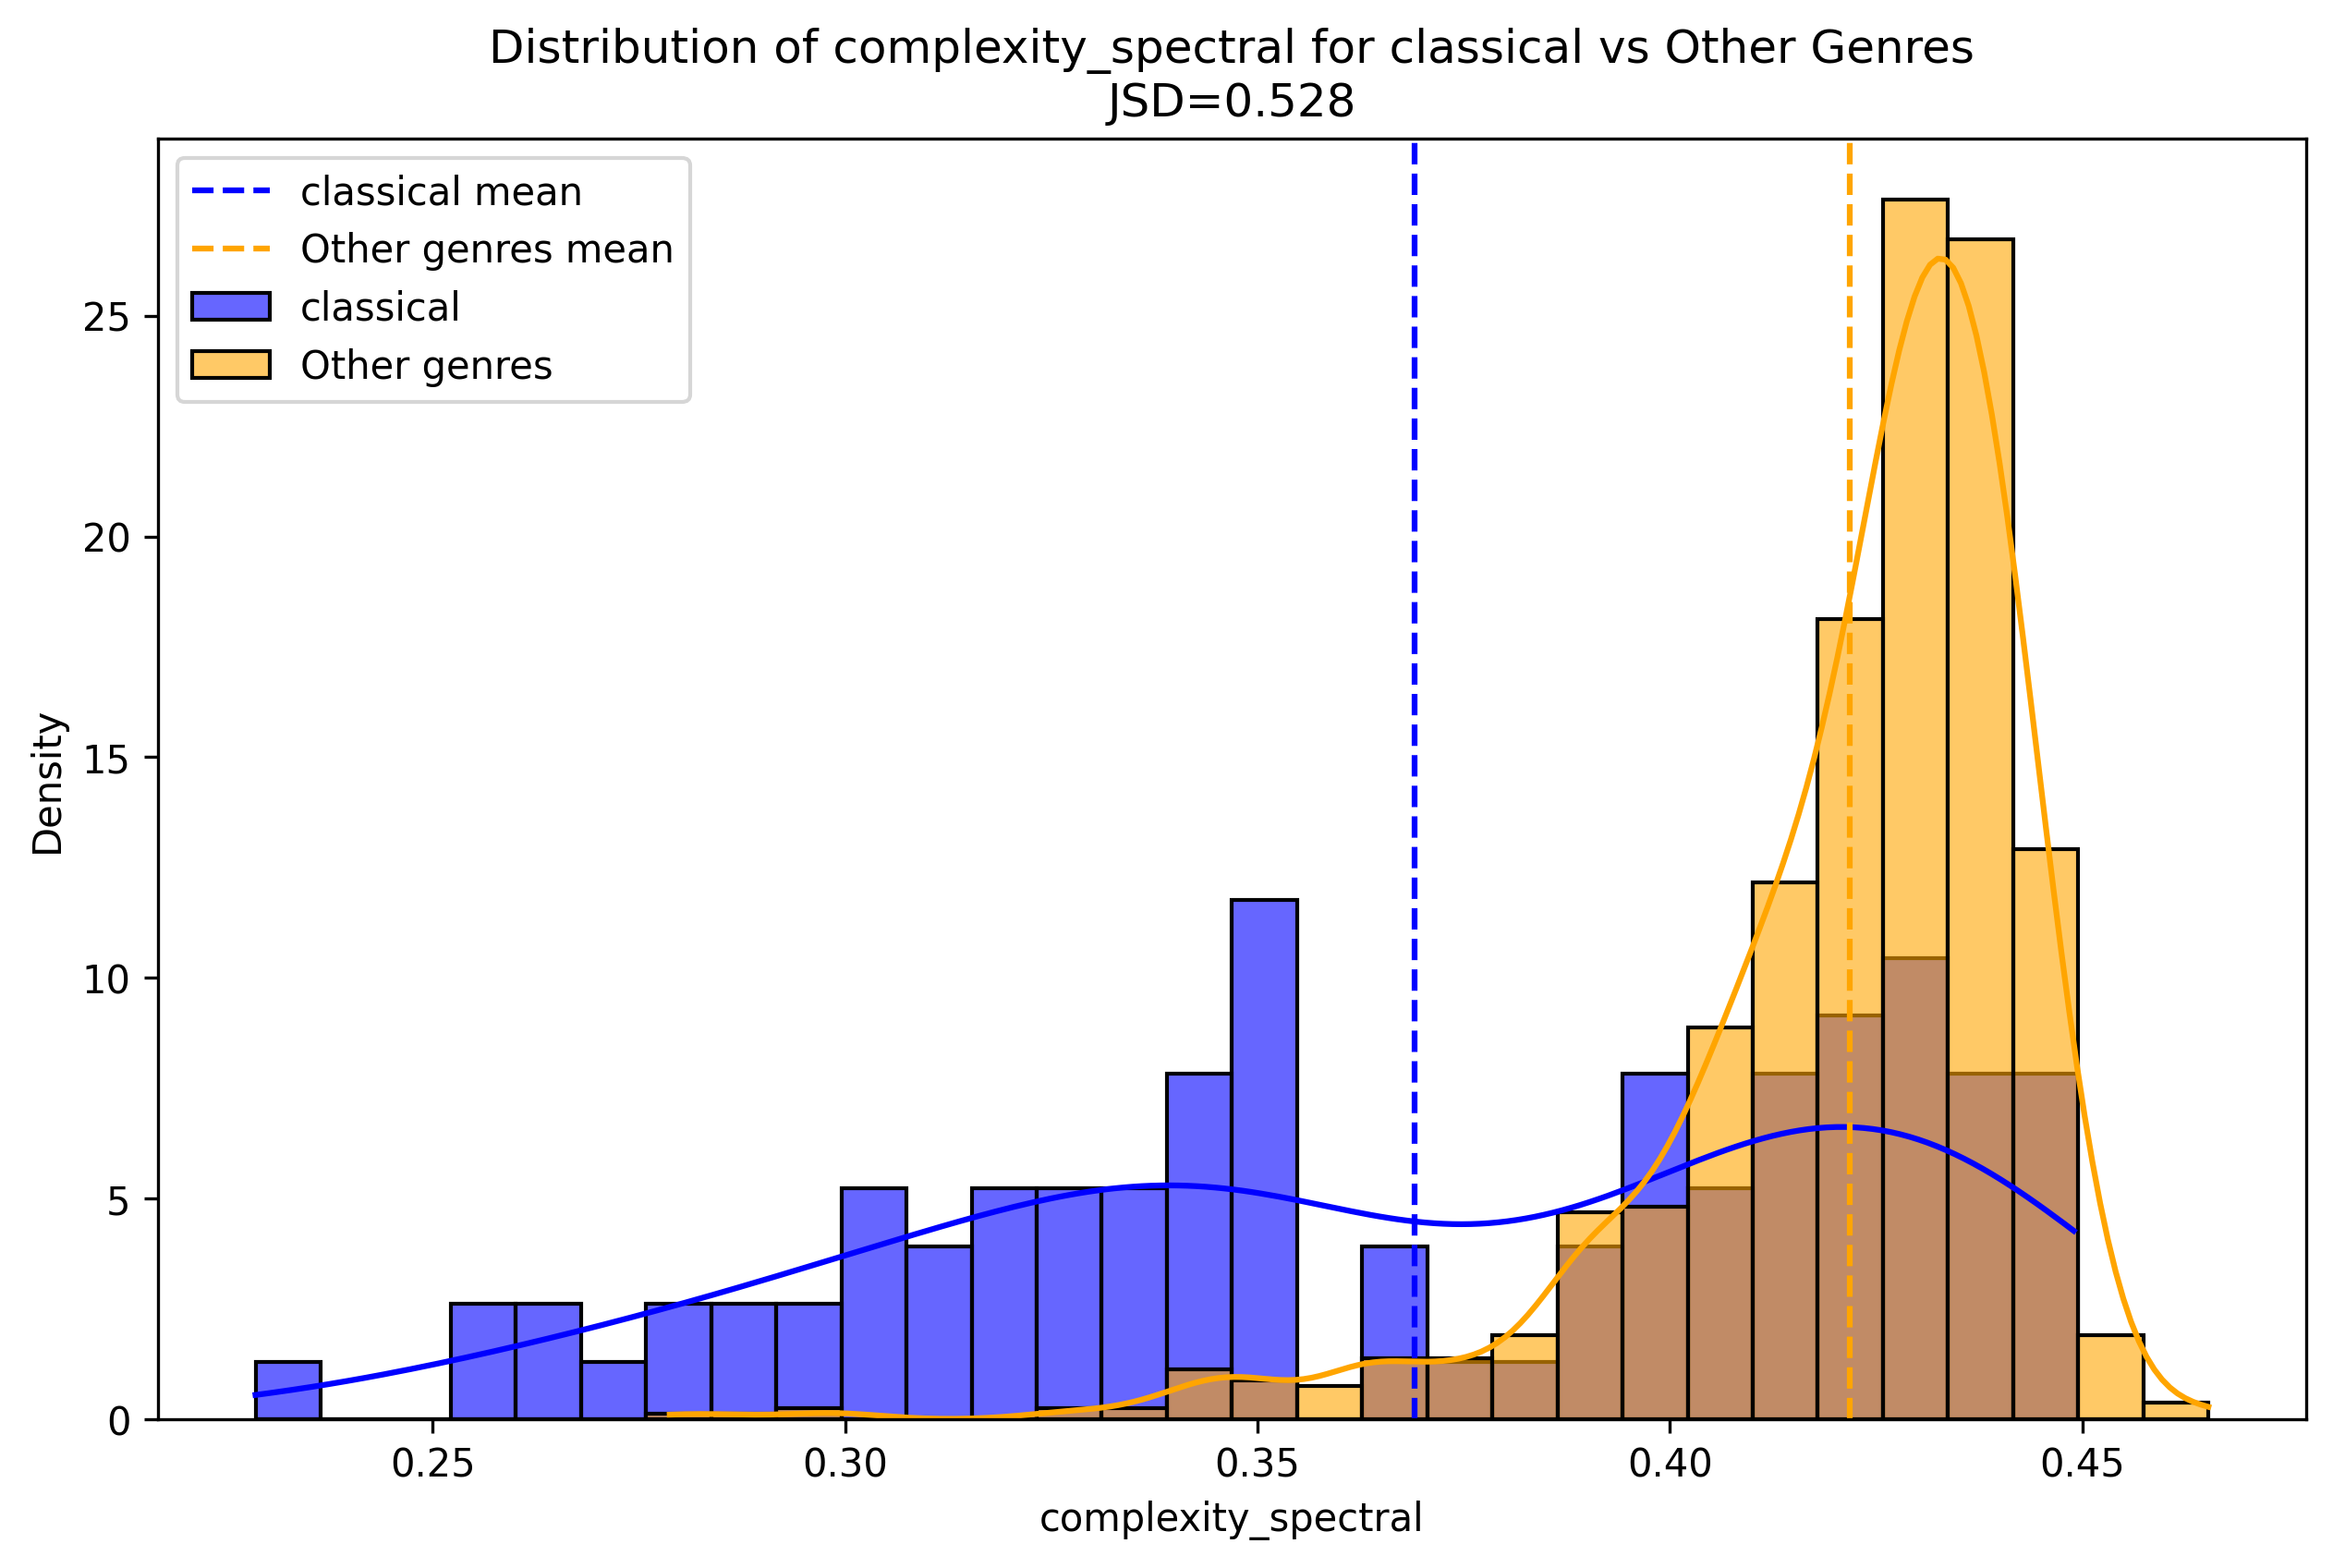 Distribution of complexity_spectral for classical vs Other Genres
JSD=0.528
classical mean
Other genres mean
classical
Other genres
25
20
15
10
5
0
Density
0.25 0.30 0.35 0.40 0.45
complexity_spectral